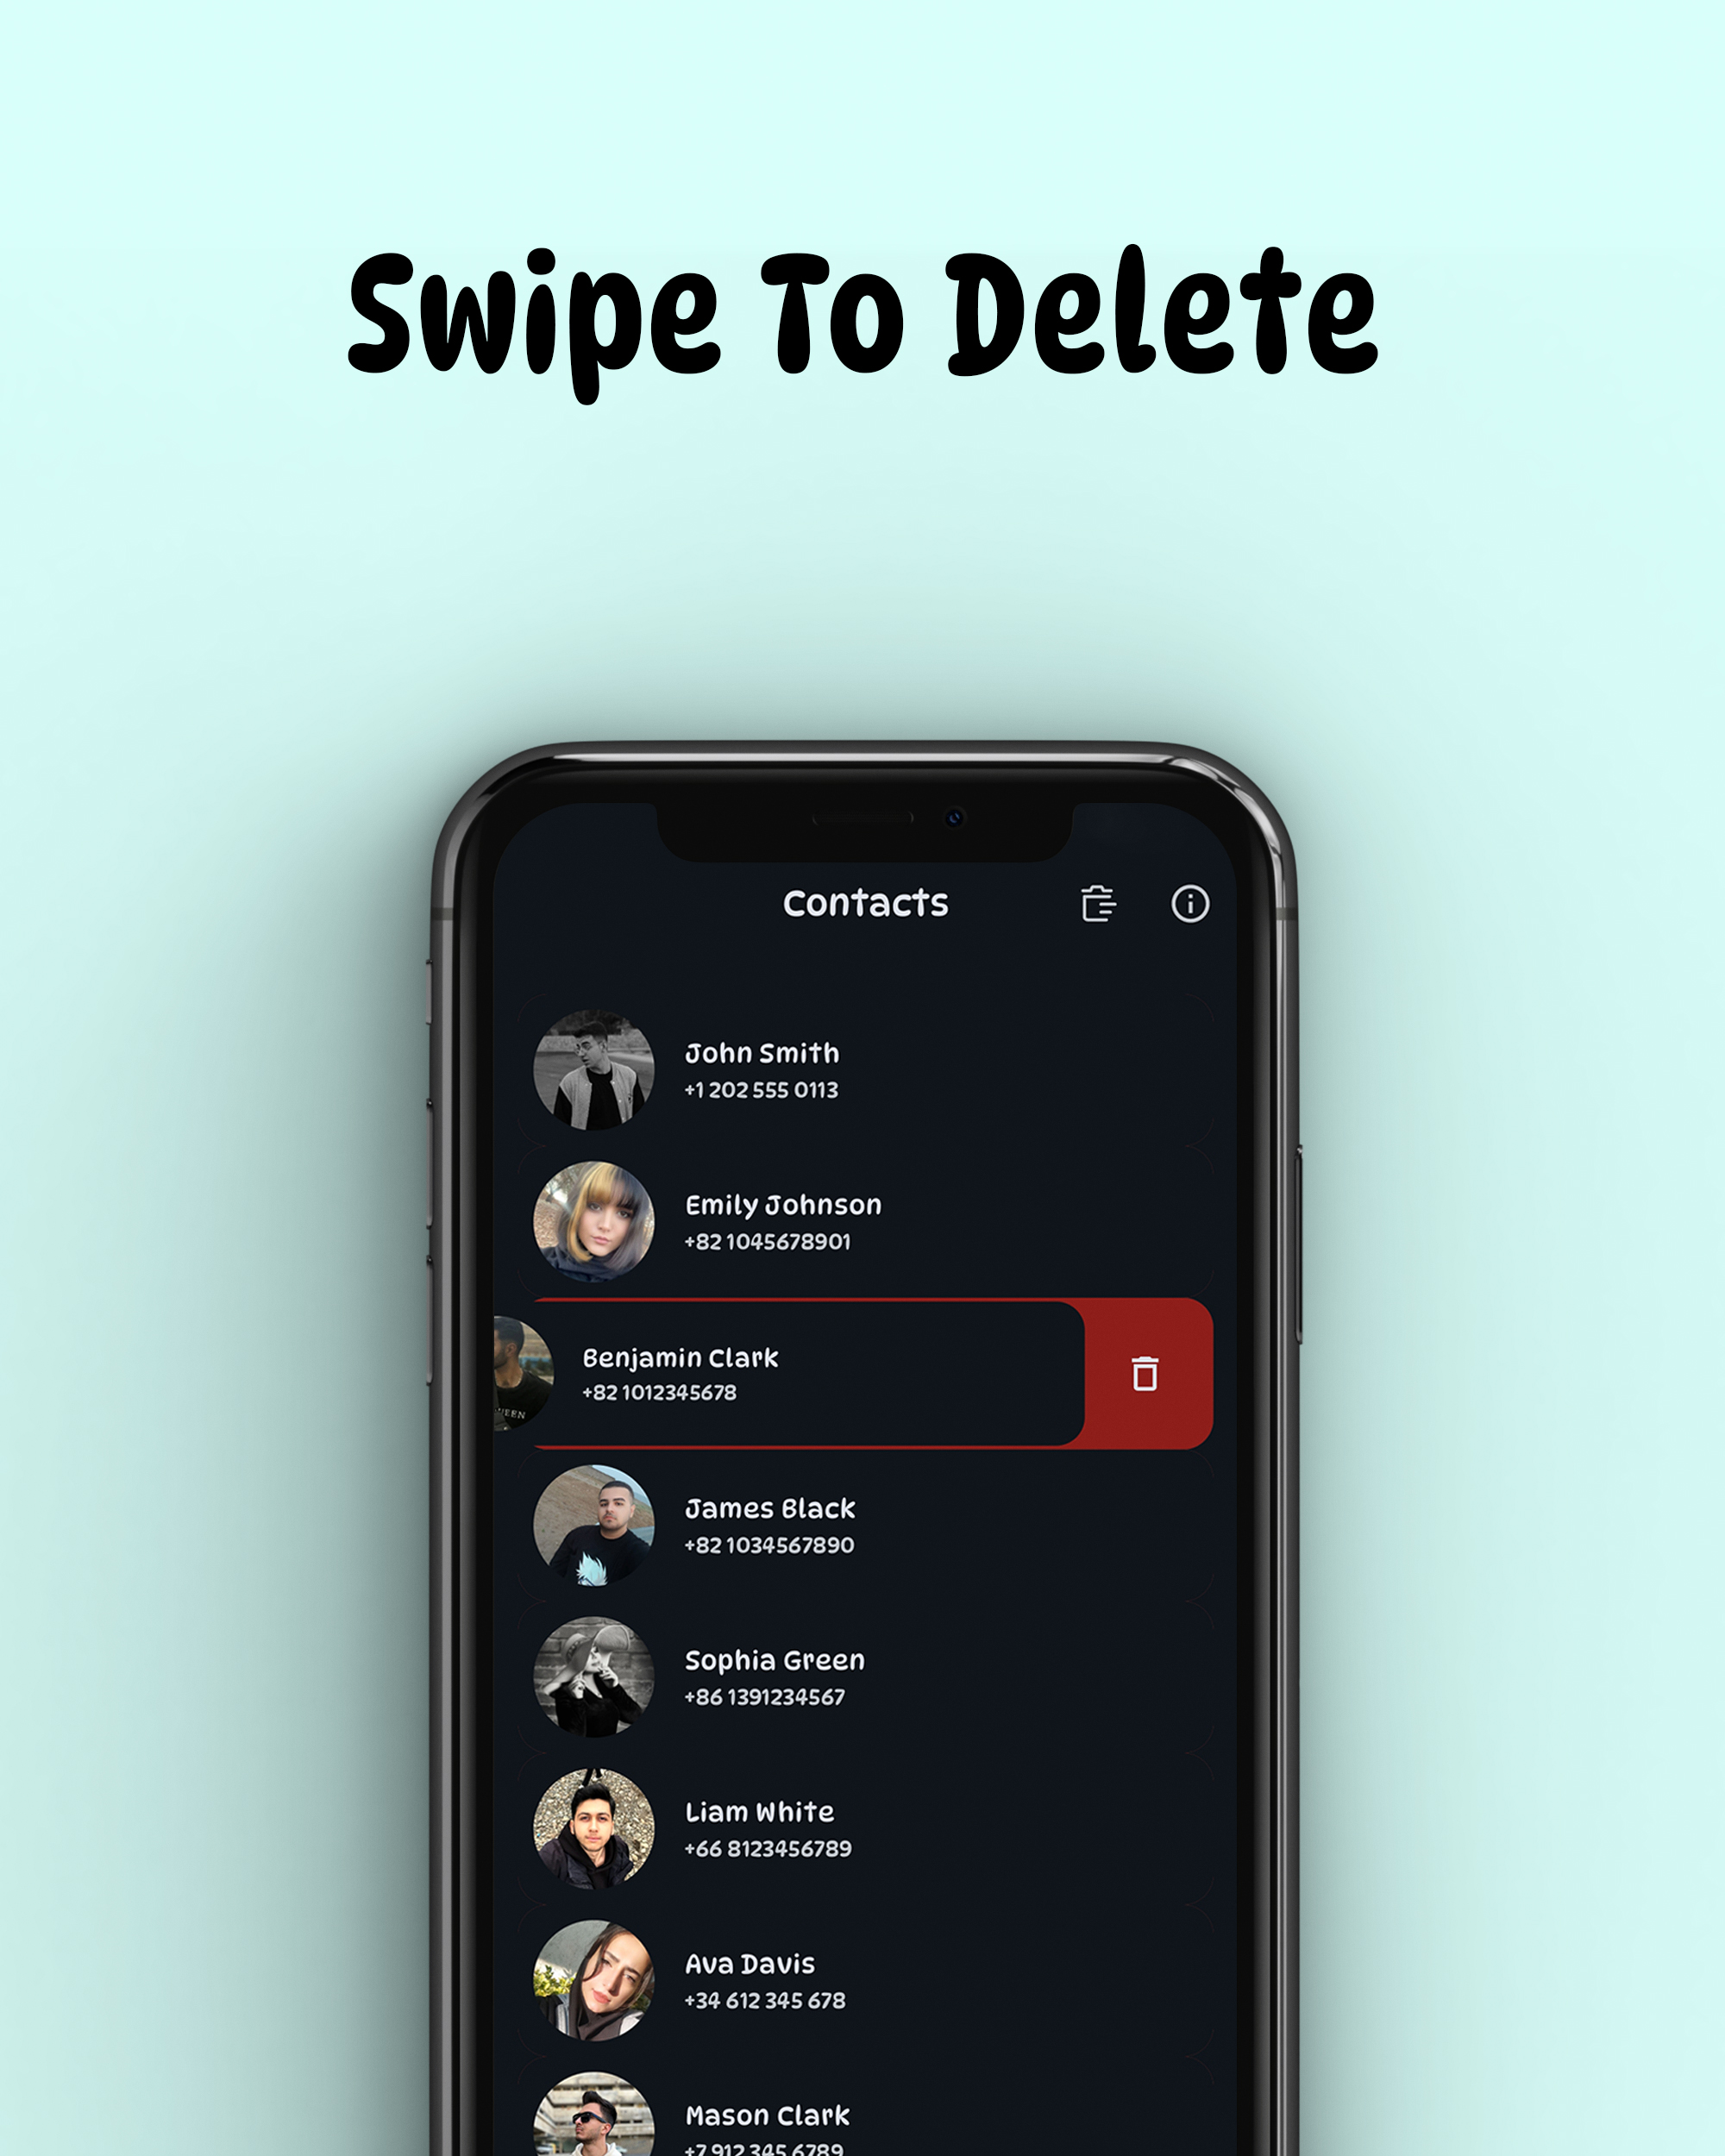 Swipe To Delete
Contacts
John Smith
+1 202 555 0113
Emily Johnson
+82 1045678901
Benjamin Clark
+82 1012345678
James Black
+82 1034567890
Sophia Green
+86 1391234567
Liam White
+66 8123456789
Ava Davis
+34 612 345 678
Mason Clark
+7 912 345 6789